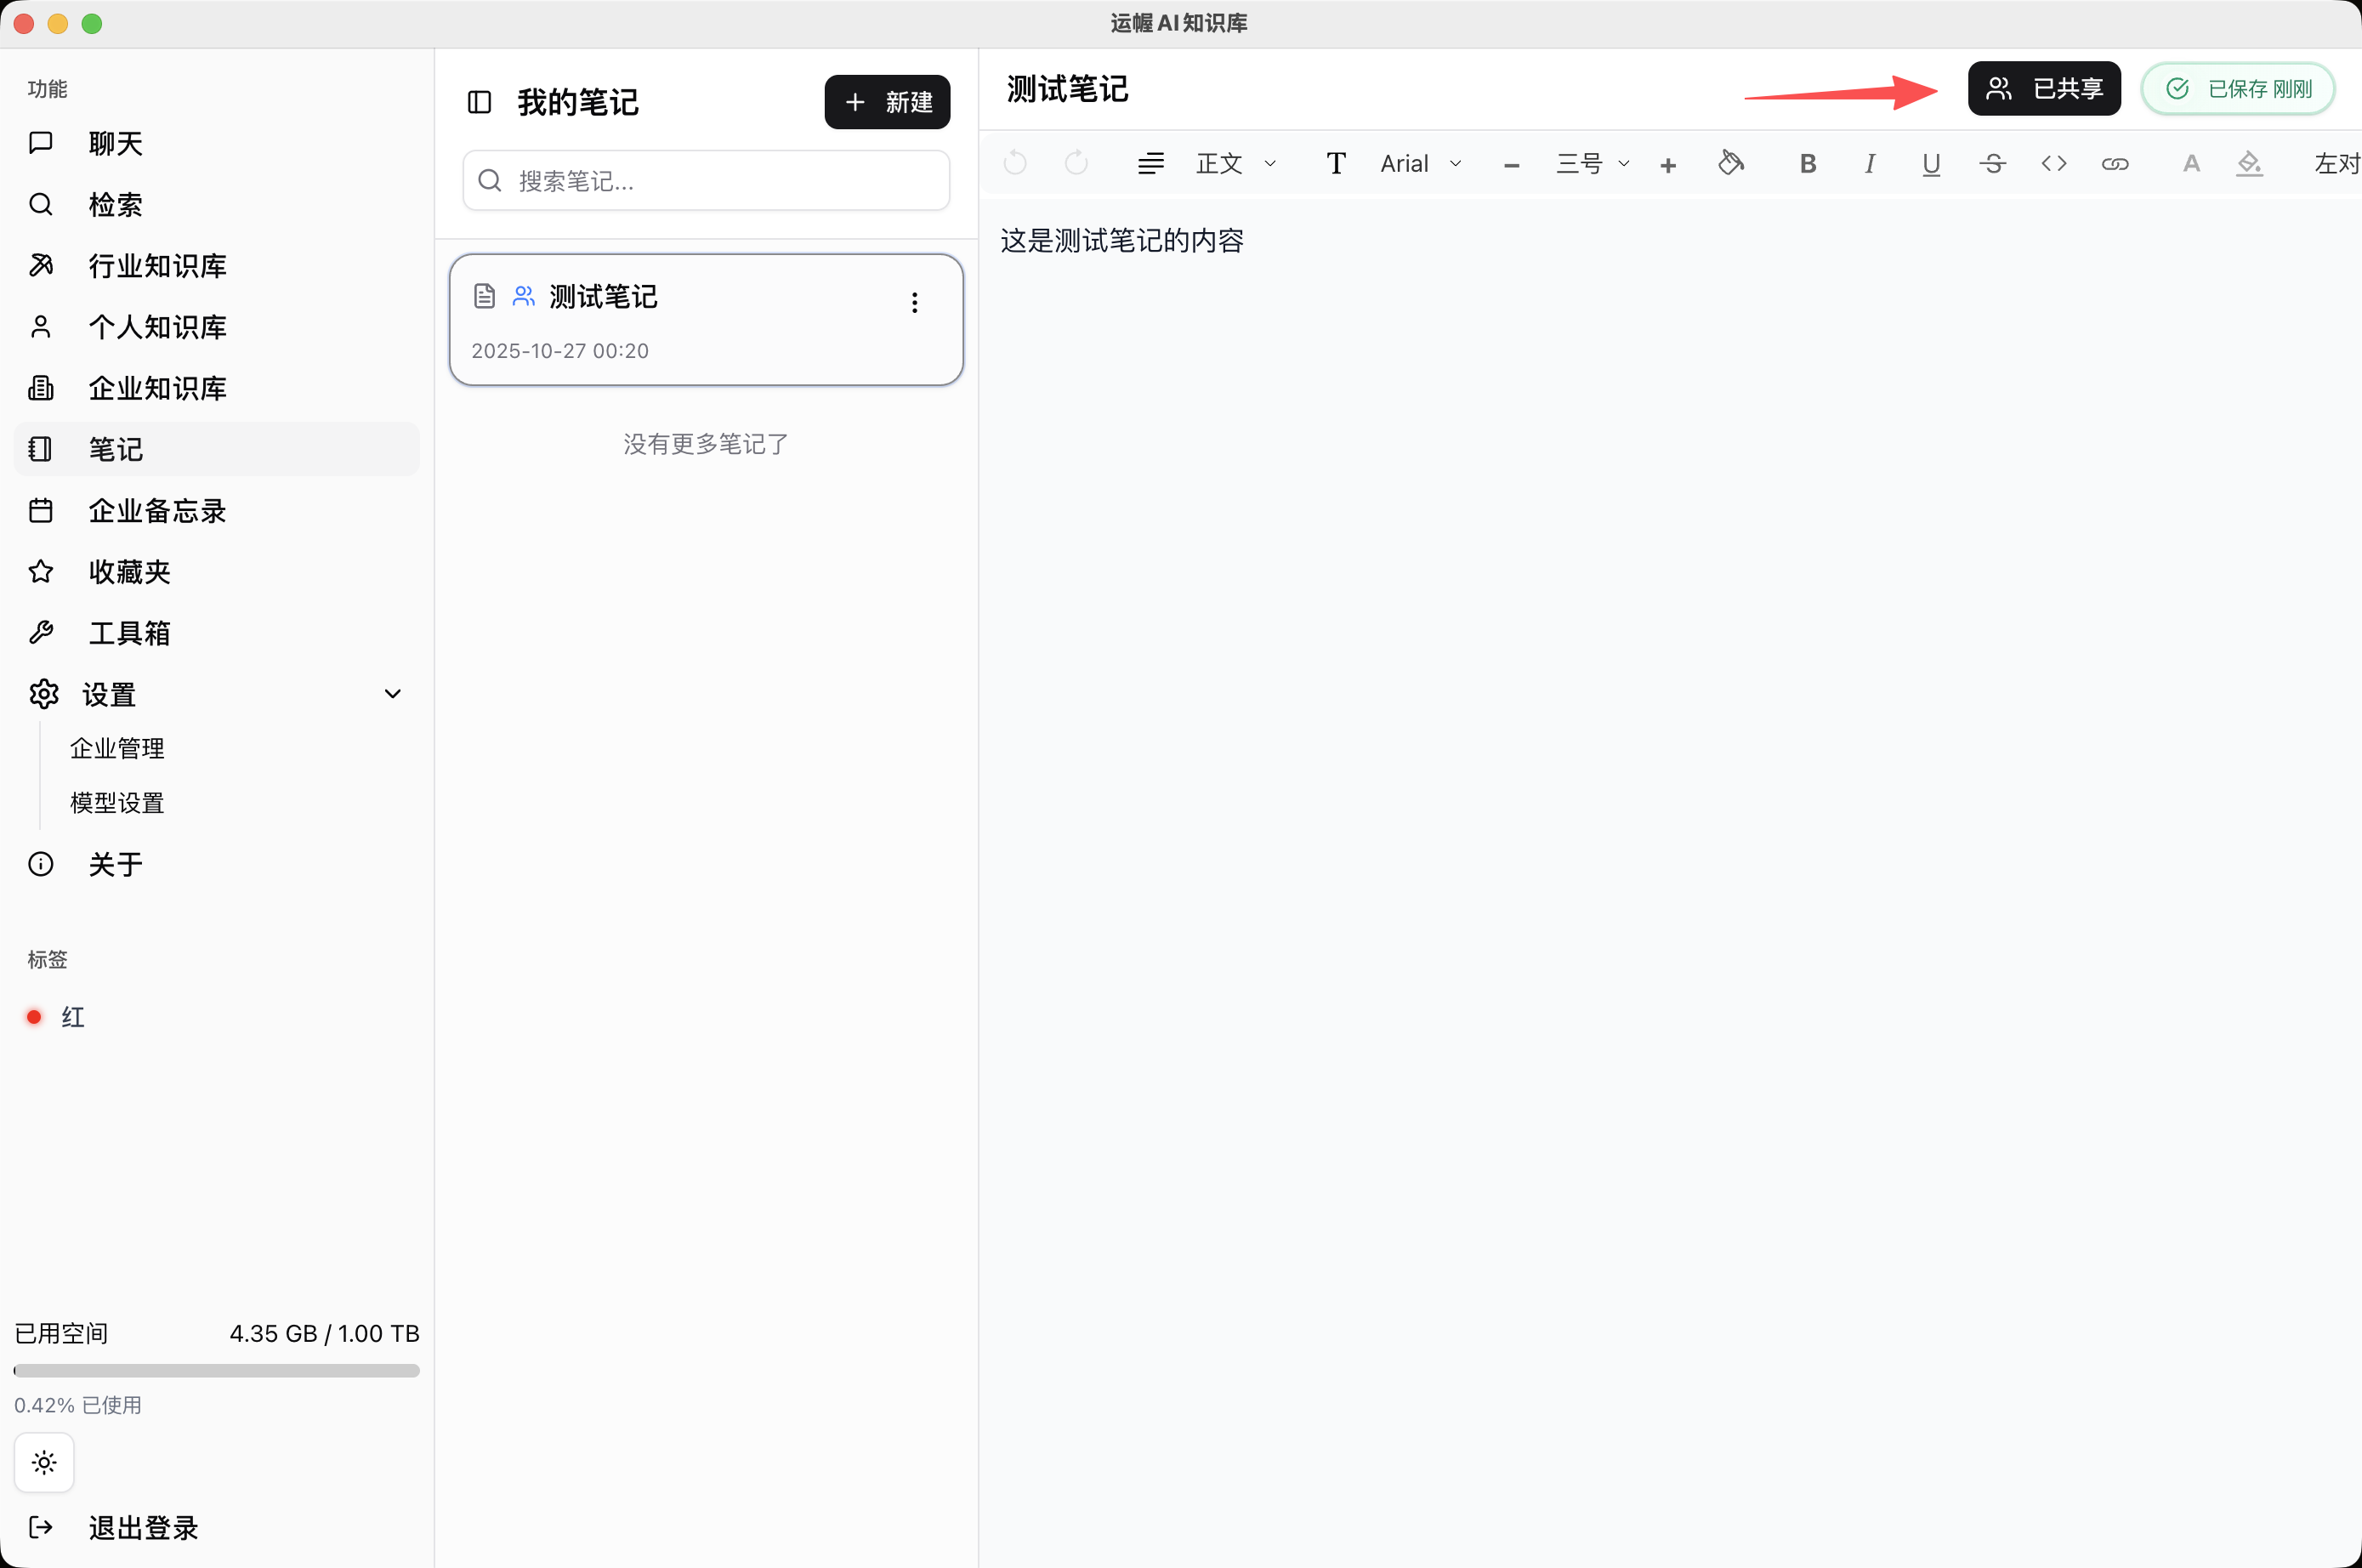 运幄AI知识库
功能
聊天
检索
行业知识库
个人知识库
企业知识库
笔记
企业备忘录
收藏夹
工具箱
设置
企业管理
模型设置
关于
标签
红
已用空间 4.35 GB / 1.00 TB
0.42% 已使用
退出登录
我的笔记 新建
搜索笔记...
测试笔记
2025-10-27 00:20
没有更多笔记了
测试笔记 已共享 已保存 刚刚
正文 T Arial 三号 B I U S A 左对
这是测试笔记的内容